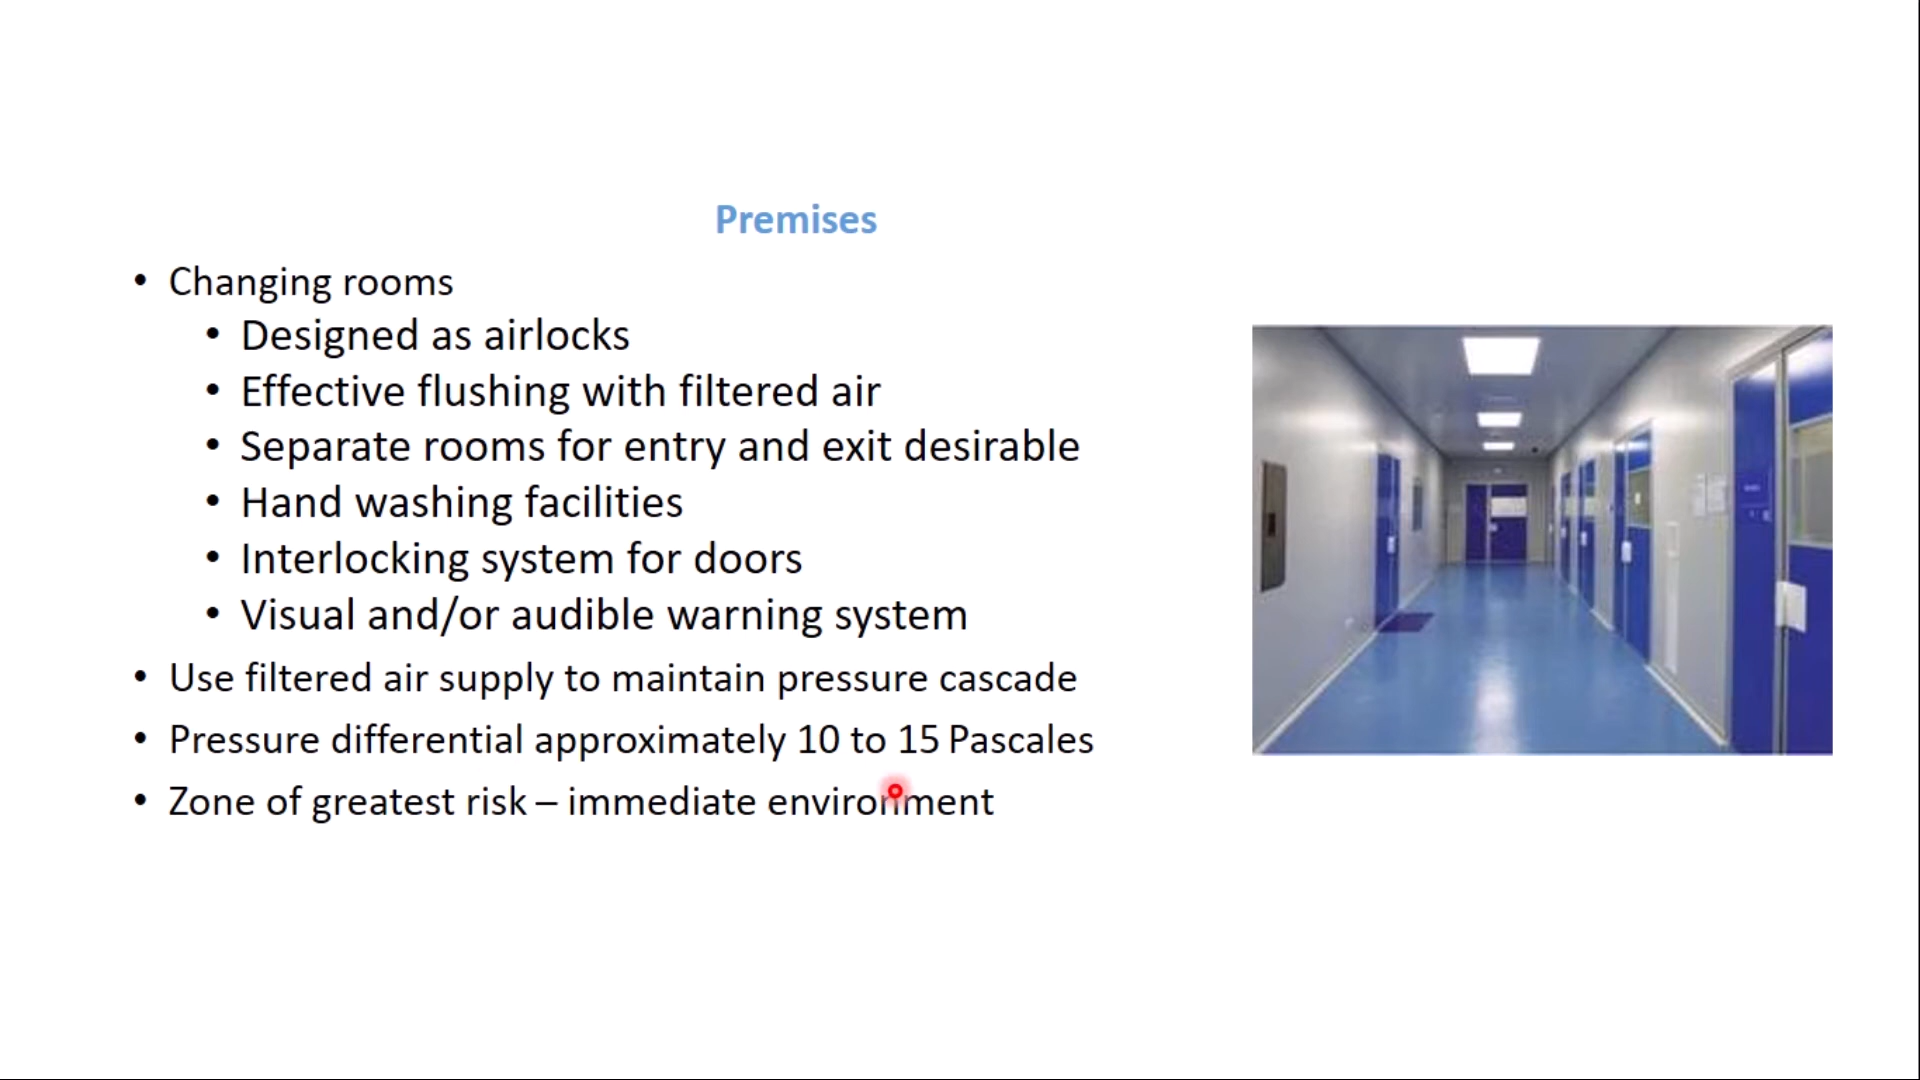 Premises
• Changing rooms
• Designed as airlocks
• Effective flushing with filtered air
• Separate rooms for entry and exit desirable
• Hand washing facilities
• Interlocking system for doors
• Visual and/or audible warning system
• Use filtered air supply to maintain pressure cascade
• Pressure differential approximately 10 to 15 Pascales
• Zone of greatest risk – immediate environment